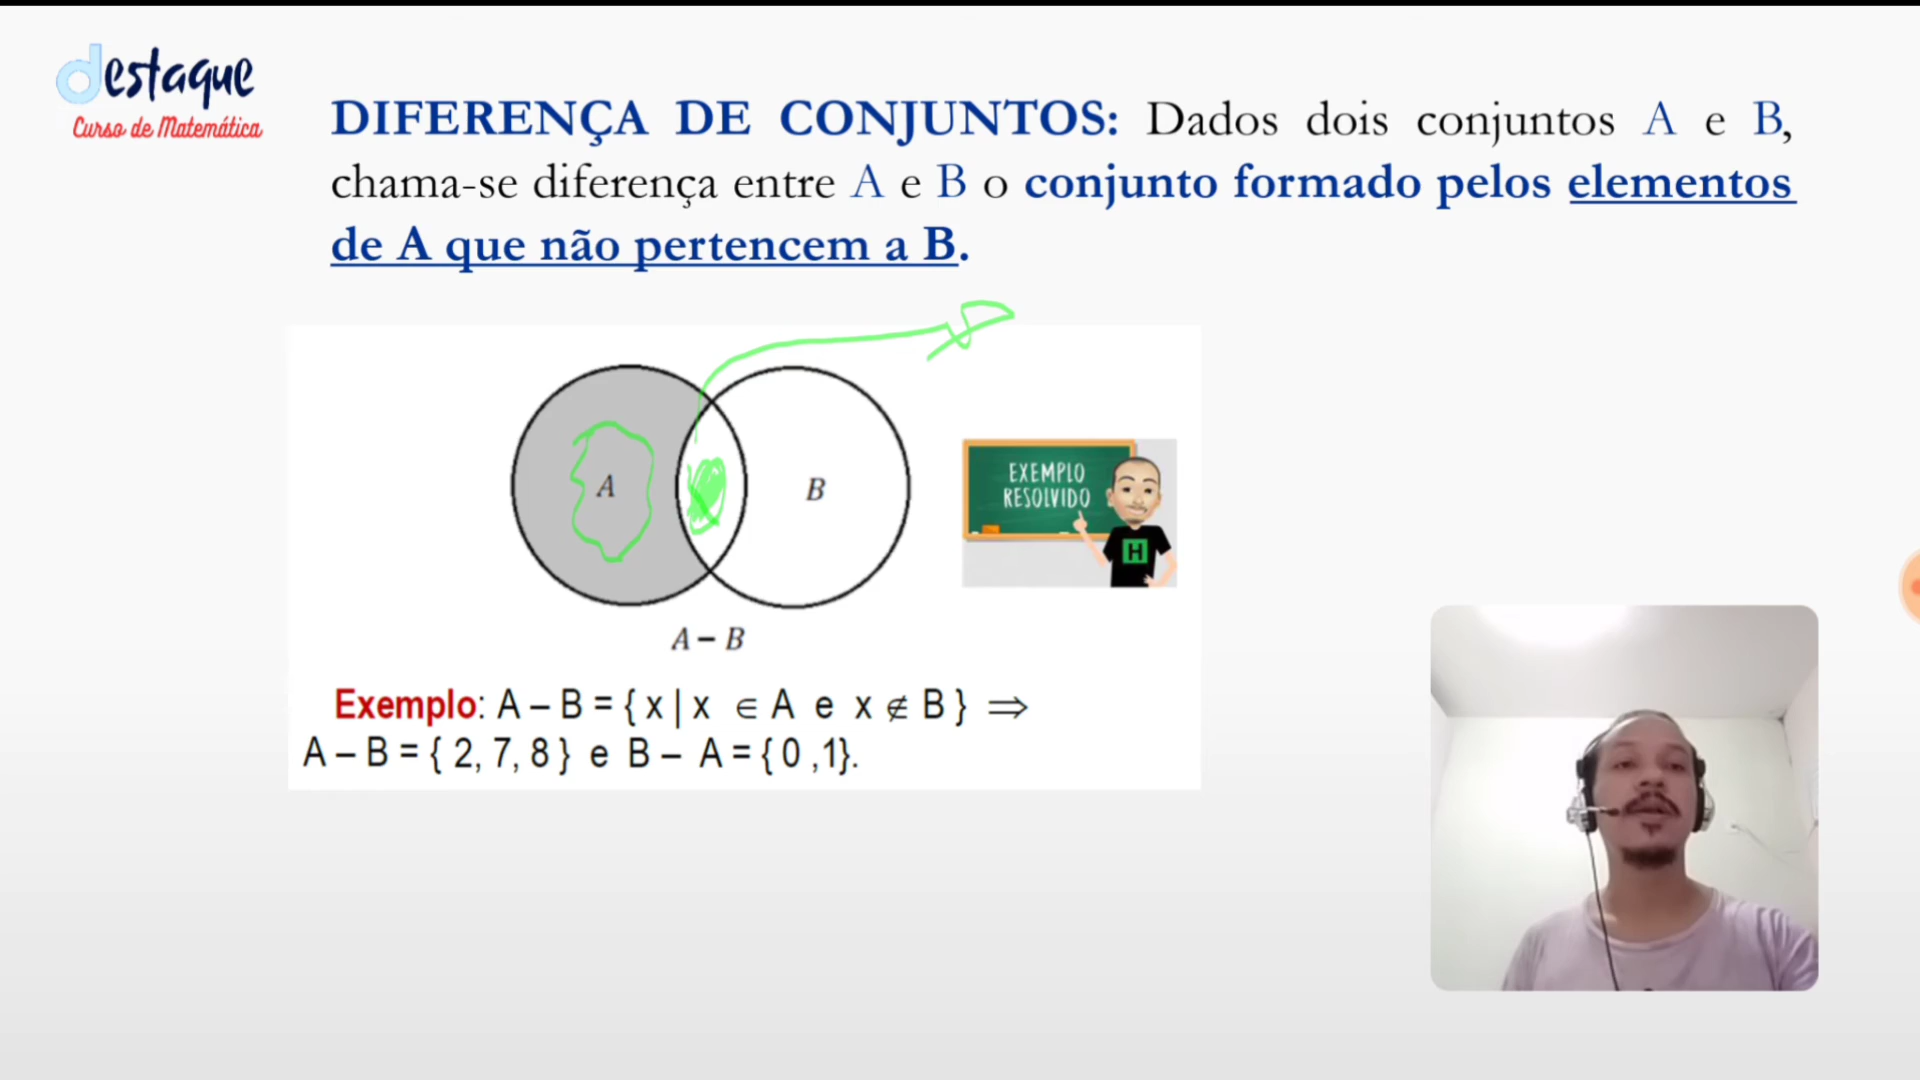 destaque
Curso de Matemática
DIFERENÇA DE CONJUNTOS: Dados dois conjuntos A e B,
chama-se diferença entre A e B o conjunto formado pelos elementos
de A que não pertencem a B.
A
B
EXEMPLO
RESOLVIDO
H
A – B
Exemplo: A – B = { x | x ∈ A e x ∉ B } ⇒
A – B = { 2, 7, 8 } e B – A = { 0 ,1}.